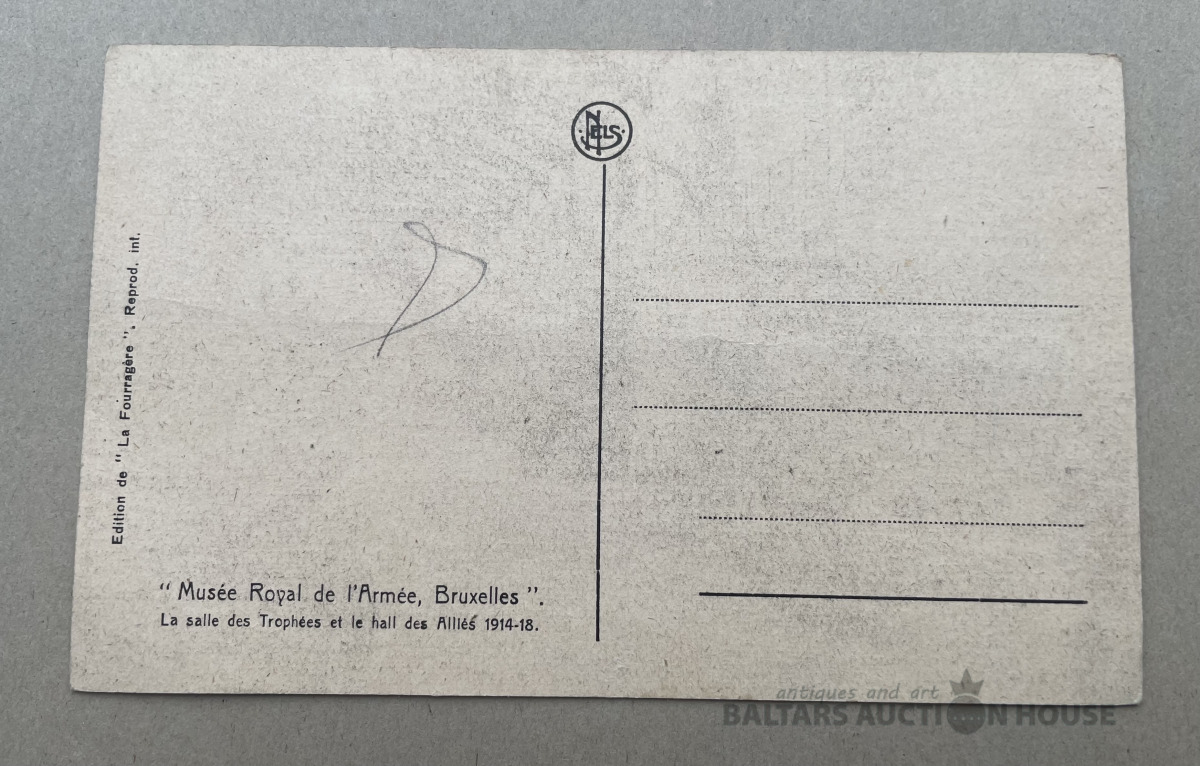 NELS
Edition de " La Fourragère ". Reprod. int.
" Musée Royal de l'Armée, Bruxelles ".
La salle des Trophées et le hall des Alliés 1914-18.
antiques and art
BALTARS AUCTION HOUSE